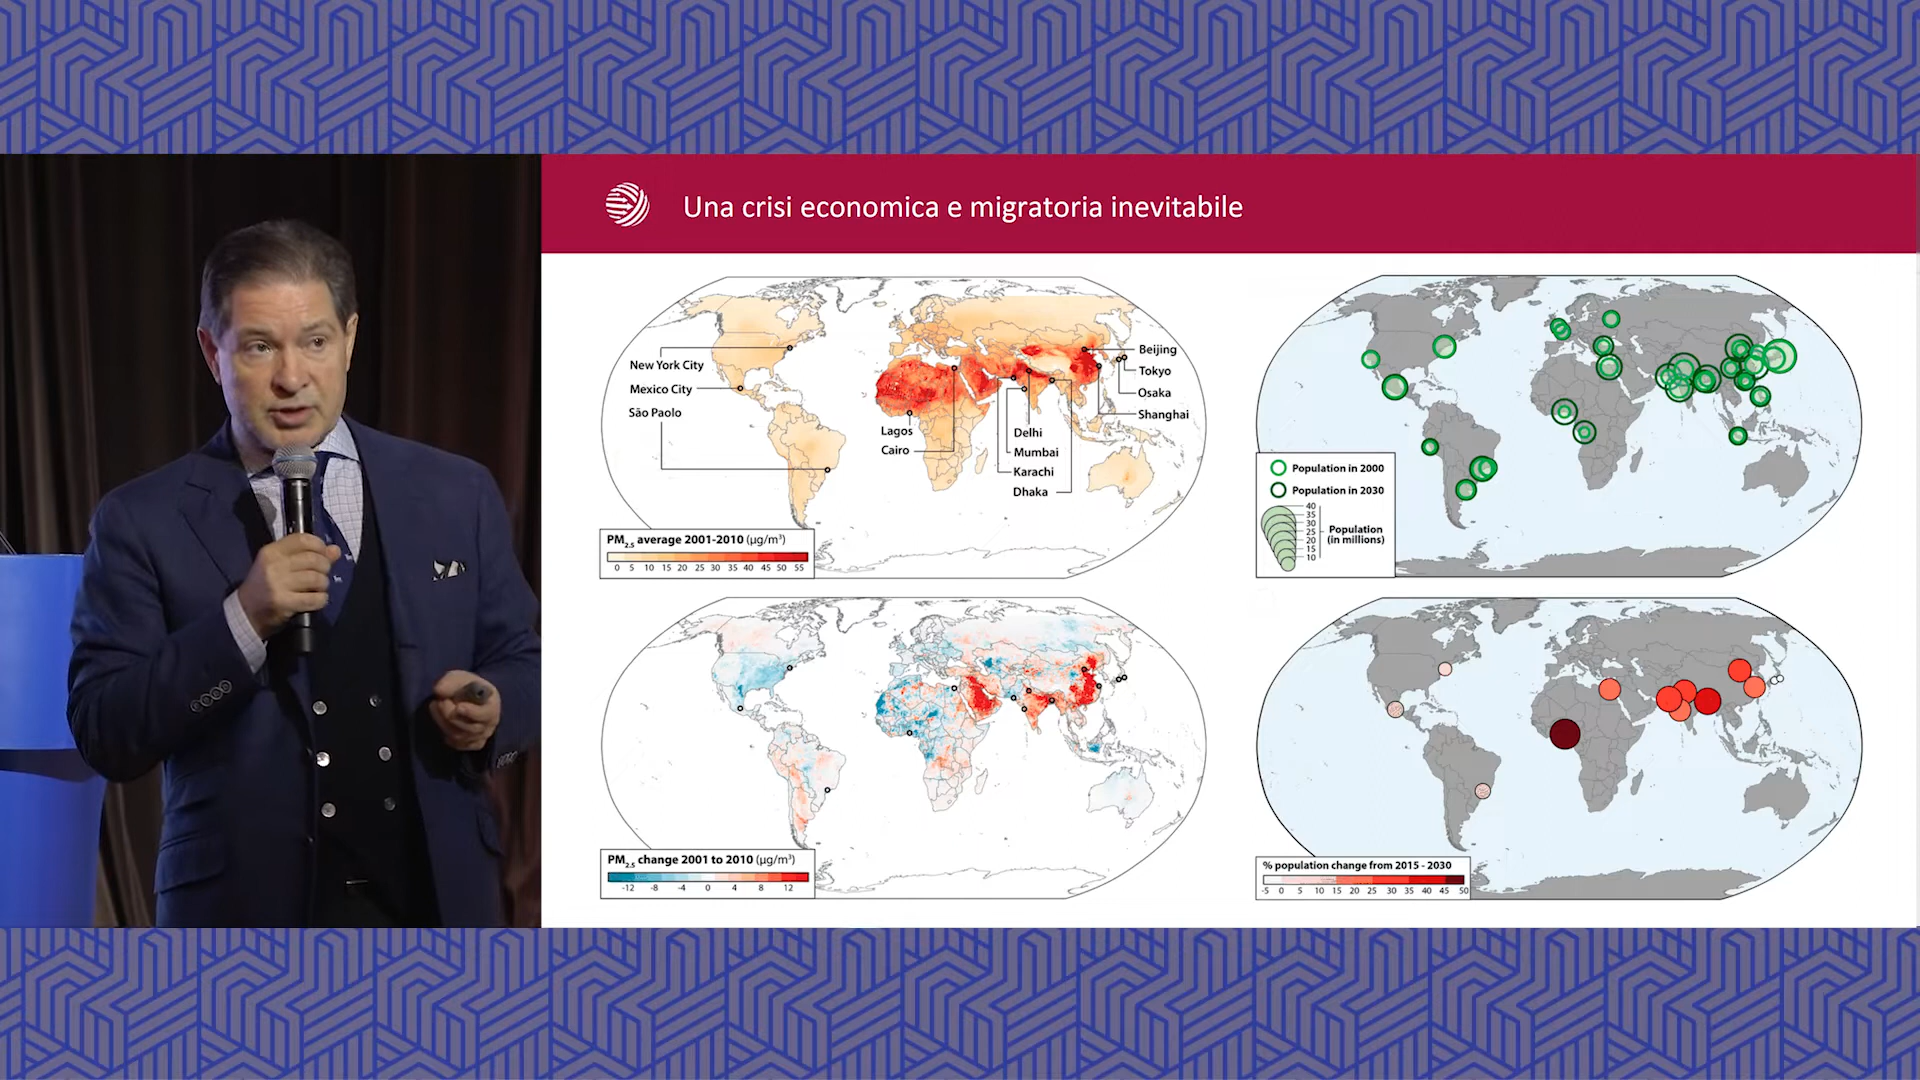 Una crisi economica e migratoria inevitabile
New York City
Mexico City
São Paolo
Lagos
Cairo
Beijing
Tokyo
Osaka
Shanghai
Delhi
Mumbai
Karachi
Dhaka
PM2.5 average 2001-2010 (µg/m³)
0 5 10 15 20 25 30 35 40 45 50 55
Population in 2000
Population in 2030
40
35
30
25
20
15
10
Population
(in millions)
PM2.5 change 2001 to 2010 (µg/m³)
-12 -8 -4 0 4 8 12
% population change from 2015 - 2030
-5 0 5 10 15 20 25 30 35 40 45 50